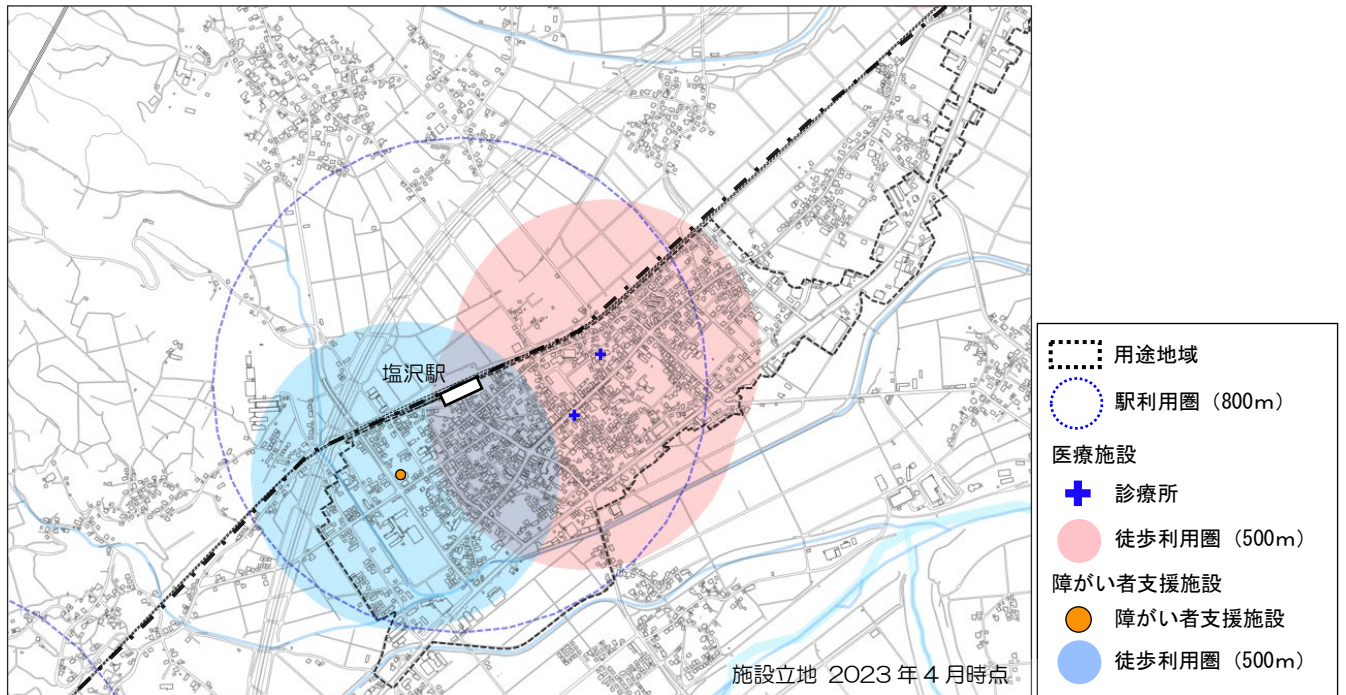 塩沢駅
施設立地 2023年4月時点
用途地域
駅利用圏（800m）
医療施設
診療所
徒歩利用圏（500m）
障がい者支援施設
障がい者支援施設
徒歩利用圏（500m）